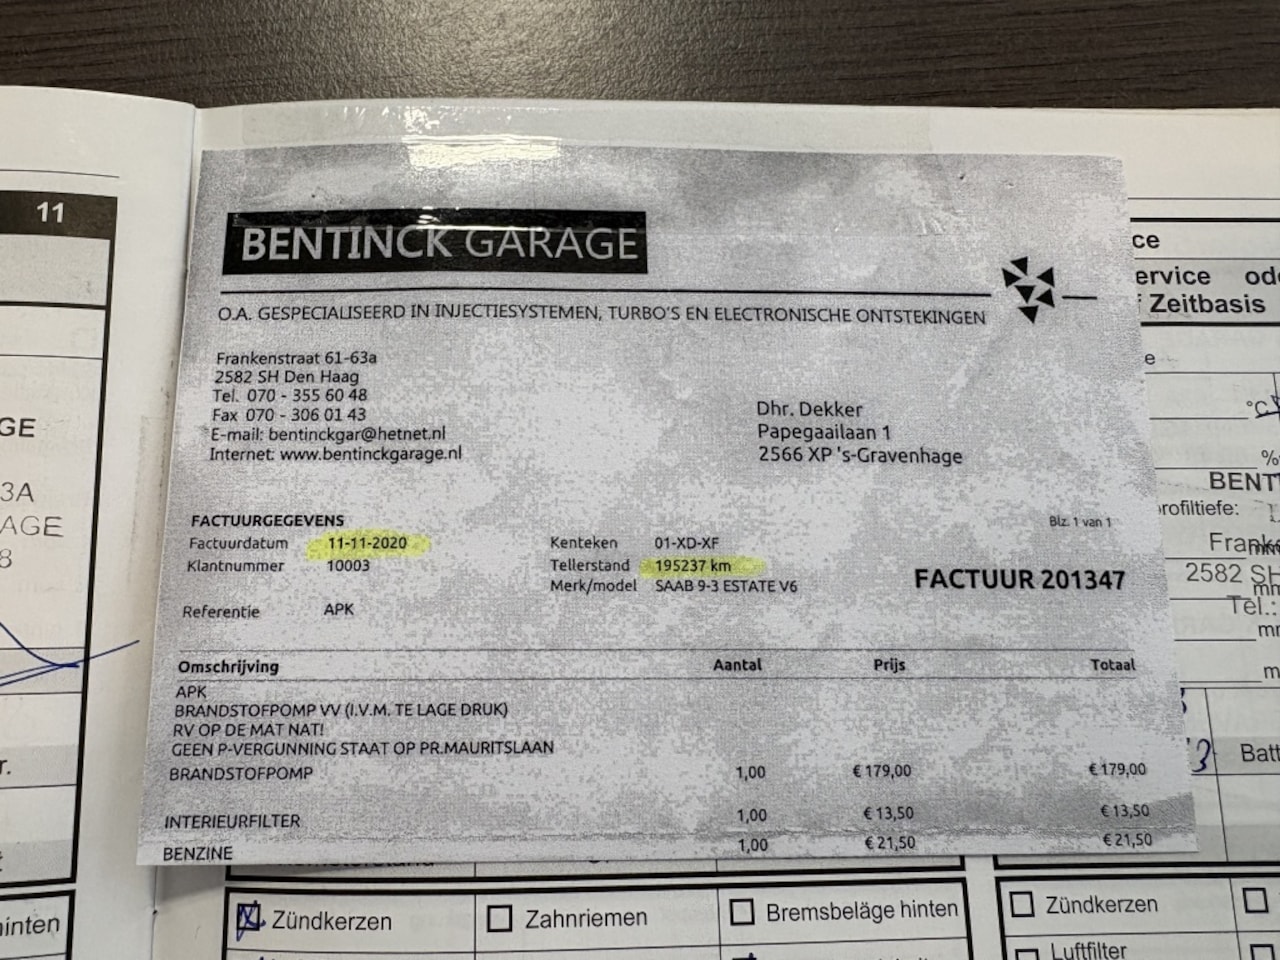 11
BENTINCK GARAGE
O.A. GESPECIALISEERD IN INJECTIESYSTEMEN, TURBO'S EN ELECTRONISCHE ONTSTEKINGEN
Frankenstraat 61-63a
2582 SH Den Haag
Tel. 070 - 355 60 48
Fax 070 - 306 01 43
E-mail: bentinckgar@hetnet.nl
Internet: www.bentinckgarage.nl
Dhr. Dekker
Papegaailaan 1
2566 XP 's-Gravenhage
FACTUURGEGEVENS
Blz. 1 van 1
Factuurdatum 11-11-2020 Kenteken 01-XD-XF
Klantnummer 10003 Tellerstand 195237 km
Merk/model SAAB 9-3 ESTATE V6
FACTUUR 201347
Referentie APK
Omschrijving Aantal Prijs Totaal
APK
BRANDSTOFPOMP VV (I.V.M. TE LAGE DRUK)
RV OP DE MAT NAT!
GEEN P-VERGUNNING STAAT OP PR.MAURITSLAAN
BRANDSTOFPOMP 1,00 € 179,00 € 179,00
INTERIEURFILTER 1,00 € 13,50 € 13,50
BENZINE 1,00 € 21,50 € 21,50
GE
3A
AGE
8
r.
hinten
ce
ervice od
f Zeitbasis
e
°C
%
BENT
profiltiefe:
Franke
mm
2582 SH
Tel.:
Batt
Zündkerzen Zahnriemen Bremsbeläge hinten
Zündkerzen
Luftfilter